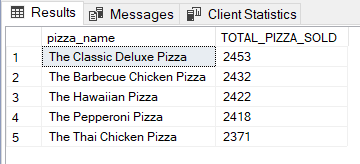 Results Messages Client Statistics
pizza_name TOTAL_PIZZA_SOLD
1 The Classic Deluxe Pizza 2453
2 The Barbecue Chicken Pizza 2432
3 The Hawaiian Pizza 2422
4 The Pepperoni Pizza 2418
5 The Thai Chicken Pizza 2371